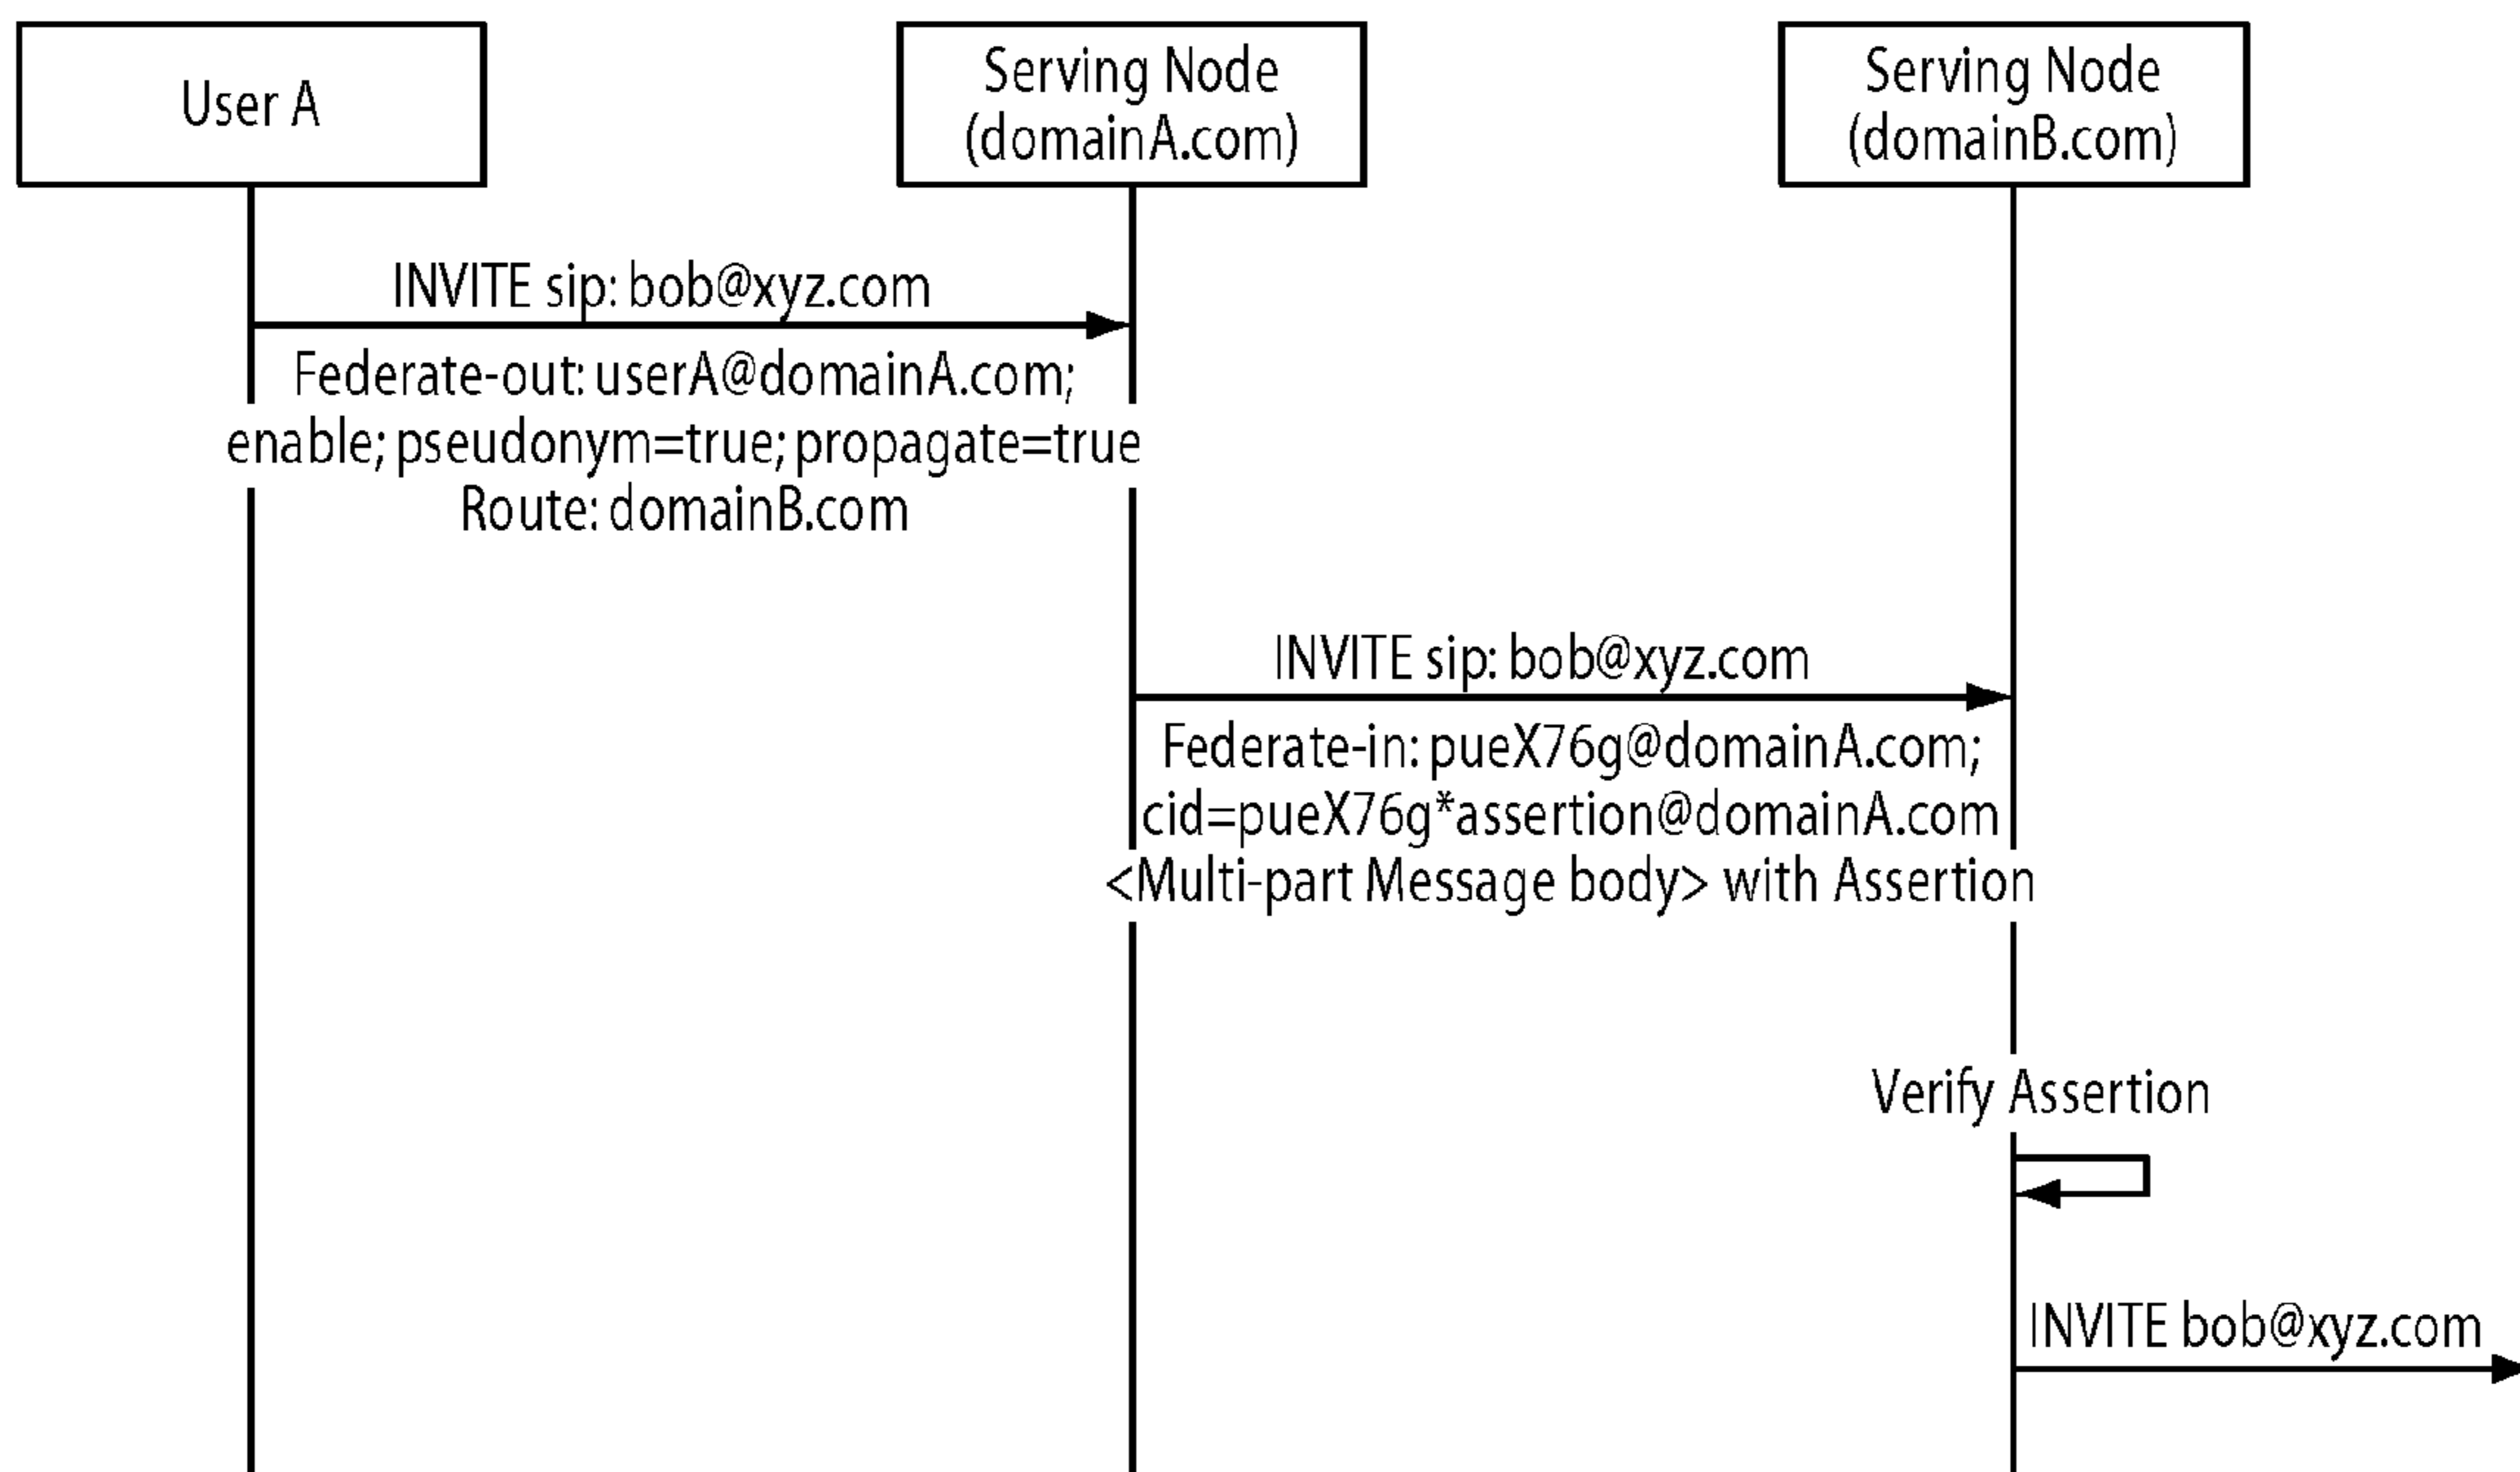 User A
Serving Node
(domainA.com)
Serving Node
(domainB.com)
INVITE sip: bob@xyz.com
Federate-out: userA@domainA.com;
enable; pseudonym=true; propagate=true
Route: domainB.com
INVITE sip: bob@xyz.com
Federate-in: pueX76g@domainA.com;
cid=pueX76g*assertion@domainA.com
<Multi-part Message body> with Assertion
Verify Assertion
INVITE bob@xyz.com